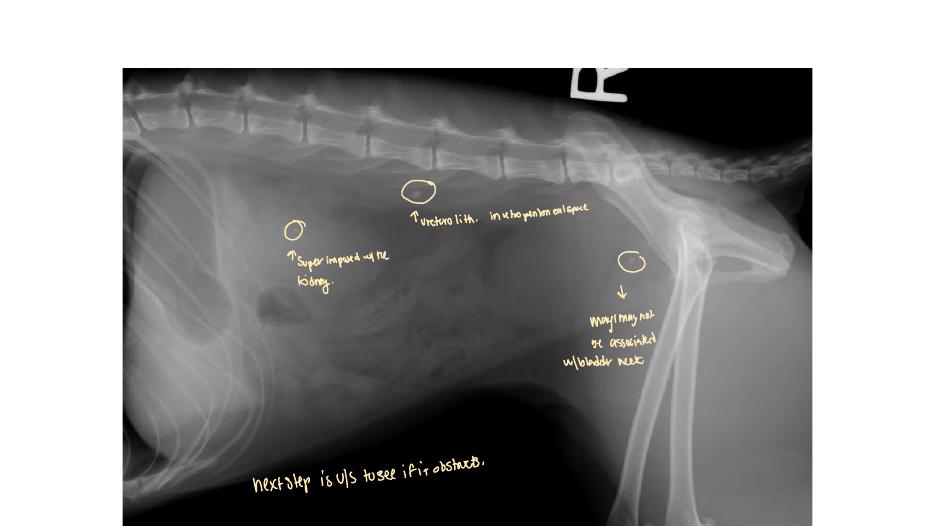 R
↑ ureterolith. in retroperitoneal space
↑
Superimposed w/ the
kidney.
↓
may/may not
be associated
w/ bladder neck
next step is u/s to see if it obstructs.